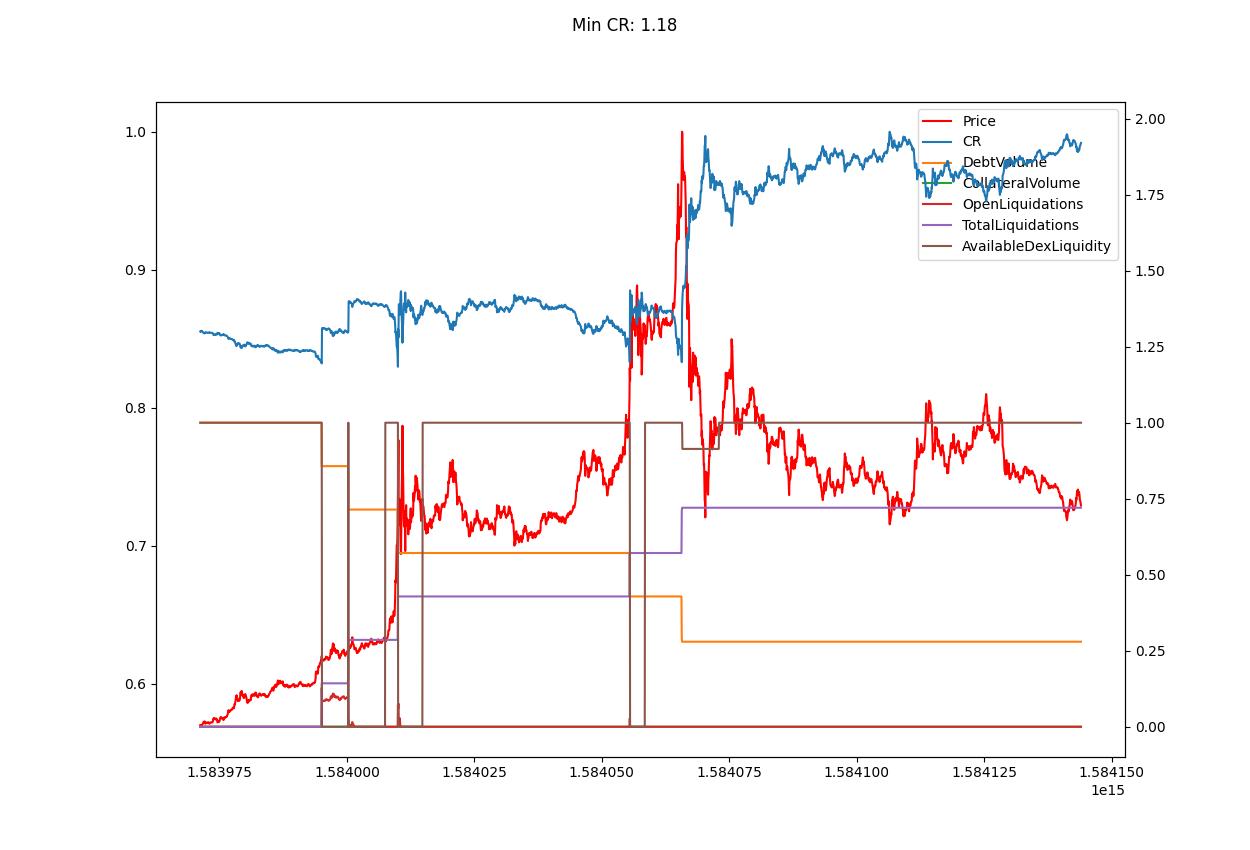 Min CR: 1.18
Price
CR
DebtVolume
CollateralVolume
OpenLiquidations
TotalLiquidations
AvailableDexLiquidity
1.0
0.9
0.8
0.7
0.6
2.00
1.75
1.50
1.25
1.00
0.75
0.50
0.25
0.00
1.583975 1.584000 1.584025 1.584050 1.584075 1.584100 1.584125 1.584150
1e15